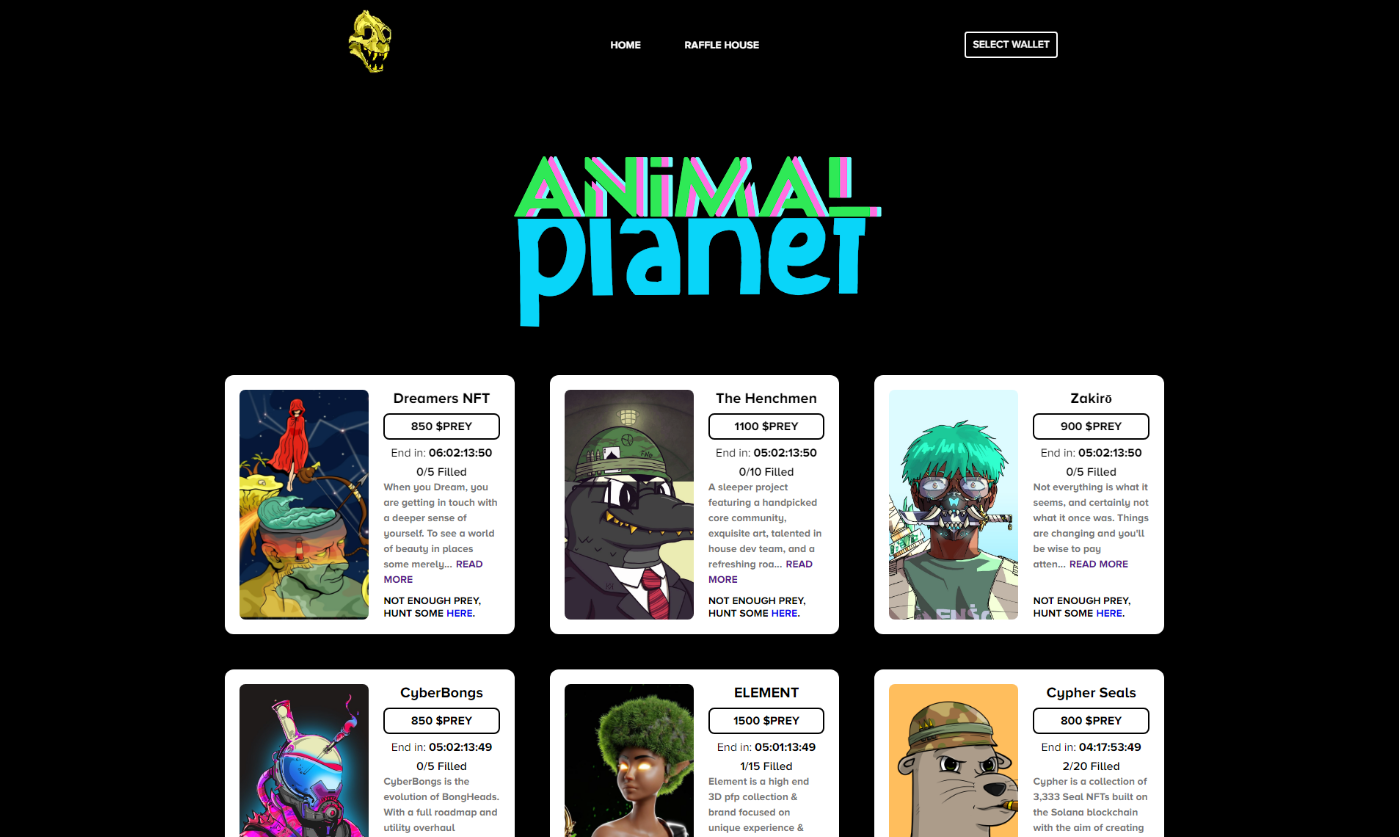 HOME
RAFFLE HOUSE
SELECT WALLET
ANiMAL
planet
Dreamers NFT
850 $PREY
End in: 06:02:13:50
0/5 Filled
When you Dream, you
are getting in touch with
a deeper sense of
yourself. To see a world
of beauty in places
some merely... READ
MORE
NOT ENOUGH PREY,
HUNT SOME HERE.
The Henchmen
1100 $PREY
End in: 05:02:13:50
0/10 Filled
A sleeper project
featuring a handpicked
core community,
exquisite art, talented in
house dev team, and a
refreshing roa... READ
MORE
NOT ENOUGH PREY,
HUNT SOME HERE.
Zakirō
900 $PREY
End in: 05:02:13:50
0/5 Filled
Not everything is what it
seems, and certainly not
what it once was. Things
are changing and you'll
be wise to pay
atten... READ MORE
NOT ENOUGH PREY,
HUNT SOME HERE.
CyberBongs
850 $PREY
End in: 05:02:13:49
0/5 Filled
CyberBongs is the
evolution of BongHeads.
With a full roadmap and
utility overhaul
ELEMENT
1500 $PREY
End in: 05:01:13:49
1/15 Filled
Element is a high end
3D pfp collection &
brand focused on
unique experience &
Cypher Seals
800 $PREY
End in: 04:17:53:49
2/20 Filled
Cypher is a collection of
3,333 Seal NFTs built on
the Solana blockchain
with the aim of creating